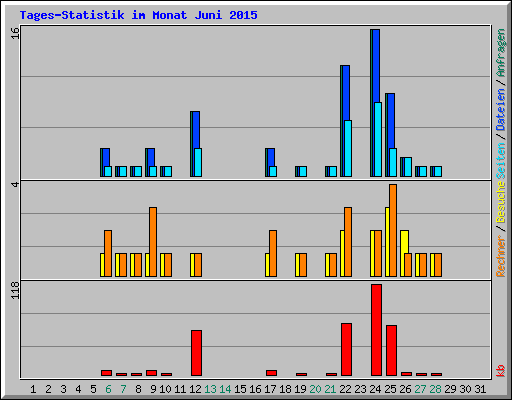 Tages-Statistik im Monat Juni 2015
16
4
118
Rechner / Besuche Seiten / Dateien / Anfragen
kb
1 2 3 4 5 6 7 8 9 10 11 12 13 14 15 16 17 18 19 20 21 22 23 24 25 26 27 28 29 30 31